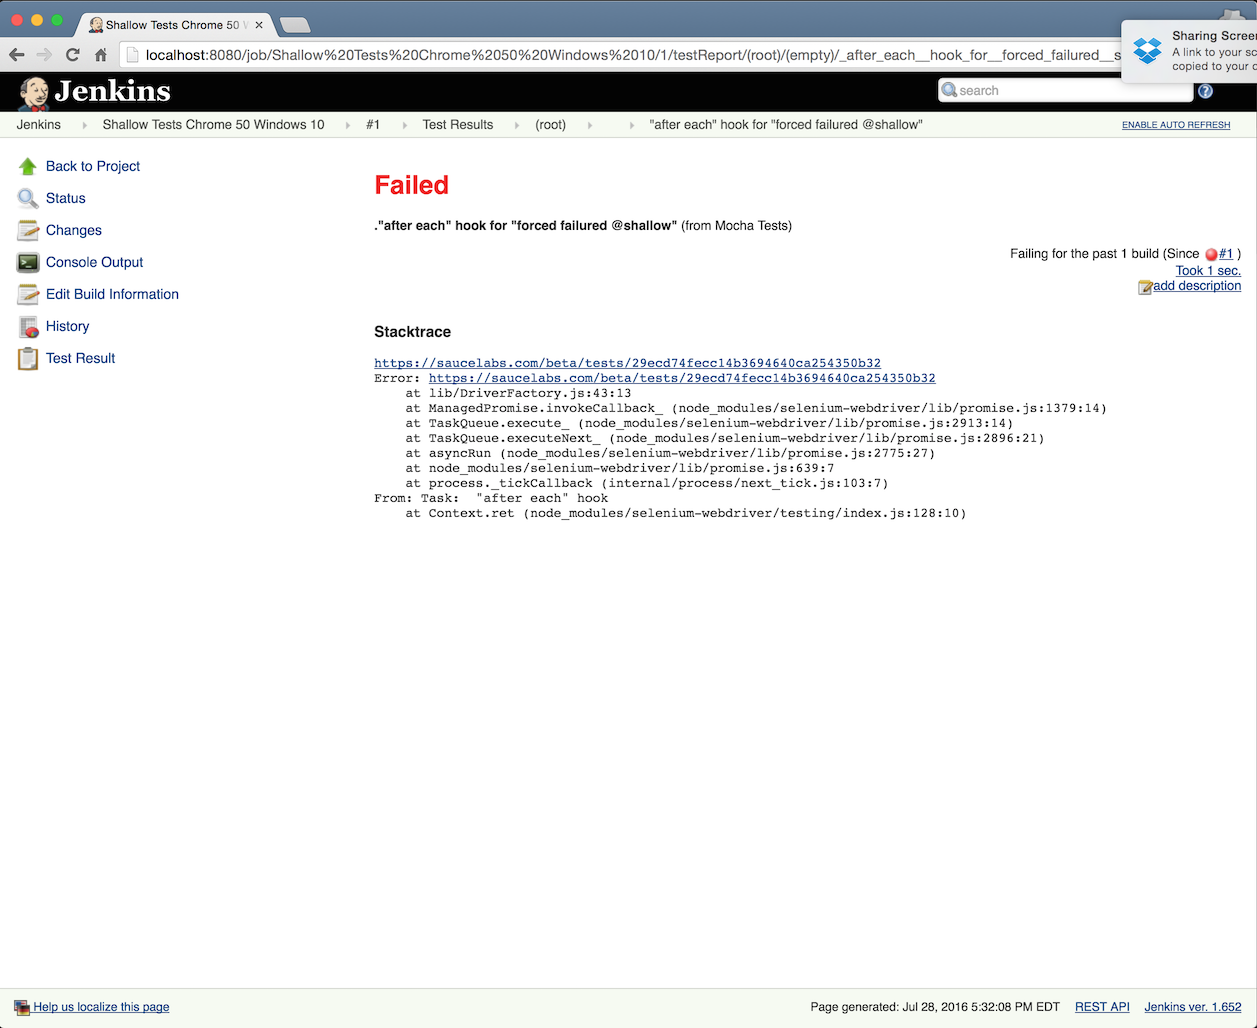 Shallow Tests Chrome 50
localhost:8080/job/Shallow%20Tests%20Chrome%2050%20Windows%2010/1/testReport/(root)/(empty)/_after_each__hook_for__forced_failured__s
Sharing Screen
A link to your sc
copied to your
Jenkins
search
?
Jenkins Shallow Tests Chrome 50 Windows 10 #1 Test Results (root) "after each" hook for "forced failured @shallow"
ENABLE AUTO REFRESH
Back to Project
Status
Changes
Console Output
Edit Build Information
History
Test Result
Failed
."after each" hook for "forced failured @shallow" (from Mocha Tests)
Failing for the past 1 build (Since #1 )
Took 1 sec.
add description
Stacktrace
https://saucelabs.com/beta/tests/29ecd74fecc14b3694640ca254350b32
Error: https://saucelabs.com/beta/tests/29ecd74fecc14b3694640ca254350b32
at lib/DriverFactory.js:43:13
at ManagedPromise.invokeCallback_ (node_modules/selenium-webdriver/lib/promise.js:1379:14)
at TaskQueue.execute_ (node_modules/selenium-webdriver/lib/promise.js:2913:14)
at TaskQueue.executeNext_ (node_modules/selenium-webdriver/lib/promise.js:2896:21)
at asyncRun (node_modules/selenium-webdriver/lib/promise.js:2775:27)
at node_modules/selenium-webdriver/lib/promise.js:639:7
at process._tickCallback (internal/process/next_tick.js:103:7)
From: Task: "after each" hook
at Context.ret (node_modules/selenium-webdriver/testing/index.js:128:10)
Help us localize this page
Page generated: Jul 28, 2016 5:32:08 PM EDT REST API Jenkins ver. 1.652